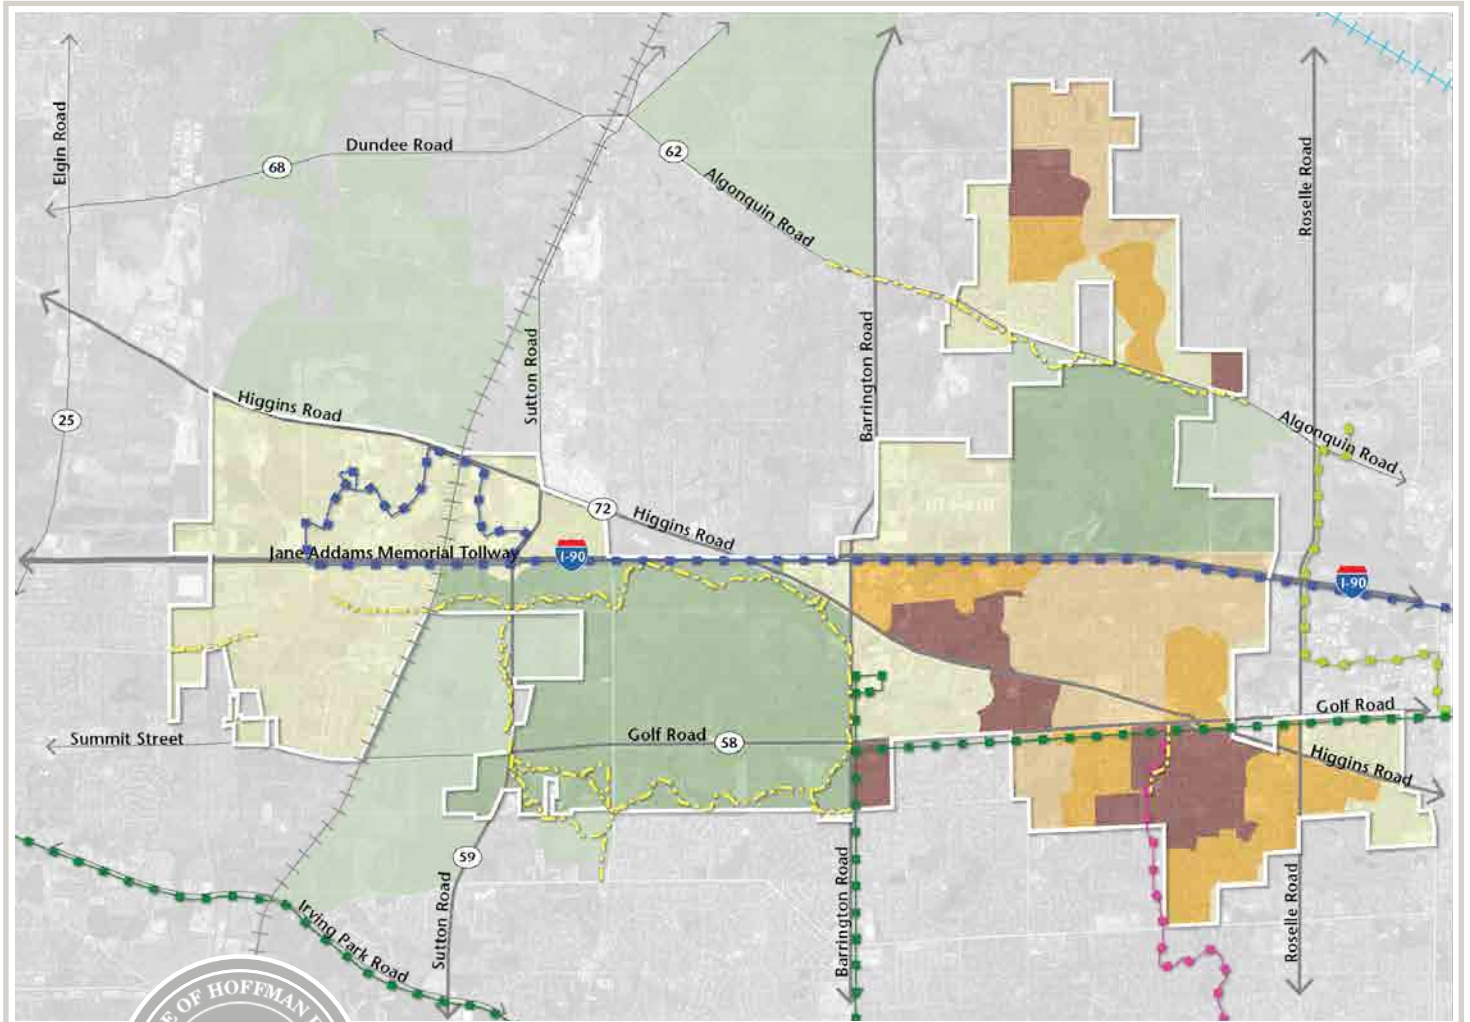 Elgin Road
Dundee Road
68
62
Algonquin Road
Roselle Road
Sutton Road
Barrington Road
Higgins Road
25
Algonquin Road
72
Higgins Road
Jane Addams Memorial Tollway
I-90
I-90
Golf Road
Summit Street
Golf Road
58
Higgins Road
59
Sutton Road
Irving Park Road
Barrington Road
Roselle Road
OF HOFFMAN